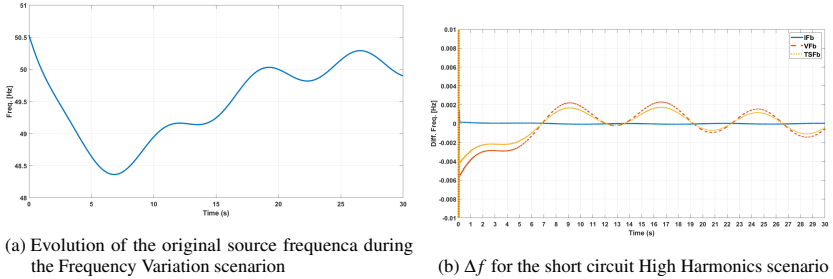 51
50.5
50
49.5
49
48.5
48
Freq. [Hz]
0 5 10 15 20 25 30
Time (s)
(a) Evolution of the original source frequenca during
the Frequency Variation scenarion
0.01
0.008
0.006
0.004
0.002
0
-0.002
-0.004
-0.006
-0.008
-0.01
Diff. Freq. [Hz]
IFb
VFb
TSFb
0 1 2 3 4 5 6 7 8 9 10 11 12 13 14 15 16 17 18 19 20 21 22 23 24 25 26 27 28 29 30
Time (s)
(b) Δf for the short circuit High Harmonics scenario